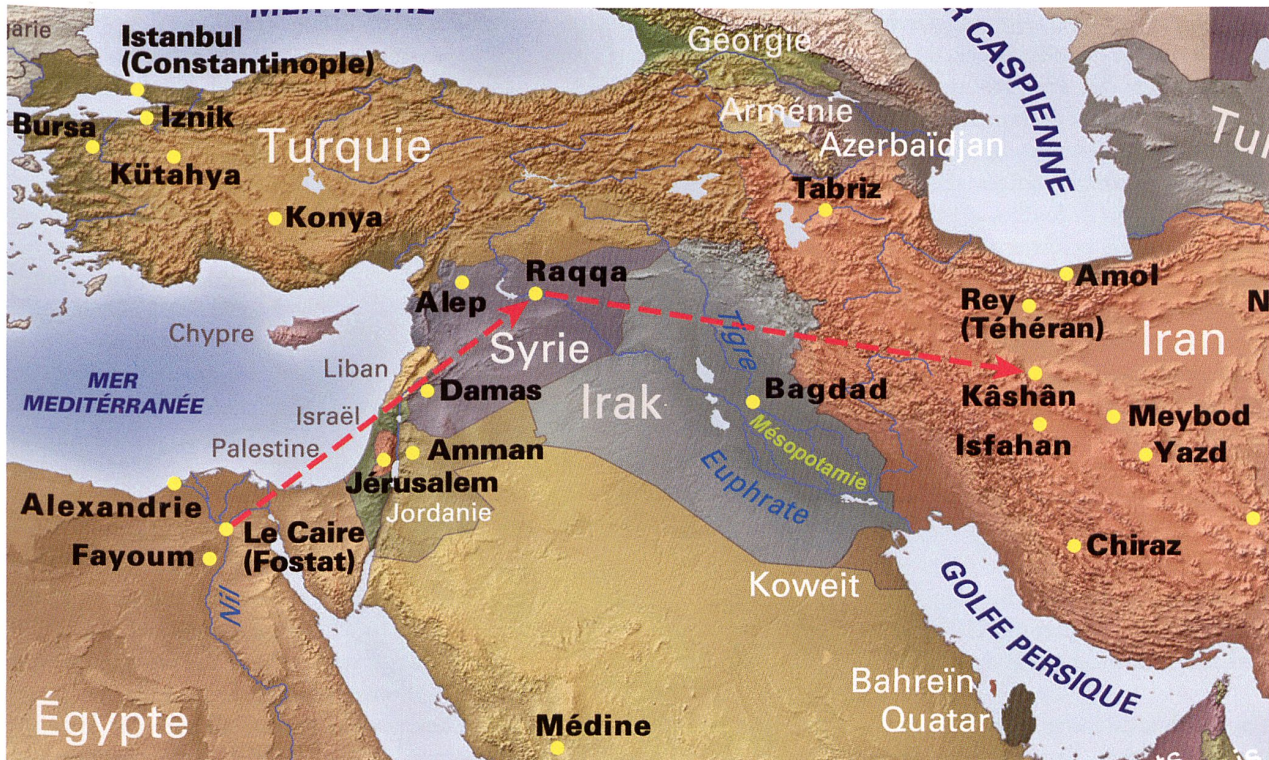 MER NOIRE
garie
Istanbul
(Constantinople)
Géorgie
MER CASPIENNE
Bursa
Iznik
Arménie
Turquie
Azerbaïdjan
Kütahya
Tabriz
Konya
Raqqa
Amol
Alep
Rey
(Téhéran)
Chypre
Tigre
Iran
Syrie
Liban
MER
MEDITÉRRANÉE
Damas
Irak
Bagdad
Kâshân
Israël
Meybod
Mésopotamie
Isfahan
Palestine
Amman
Yazd
Jérusalem
Euphrate
Alexandrie
Jordanie
Le Caire
(Fostat)
Fayoum
Chiraz
Koweit
Nil
GOLFE PERSIQUE
Bahreïn
Quatar
Égypte
Médine